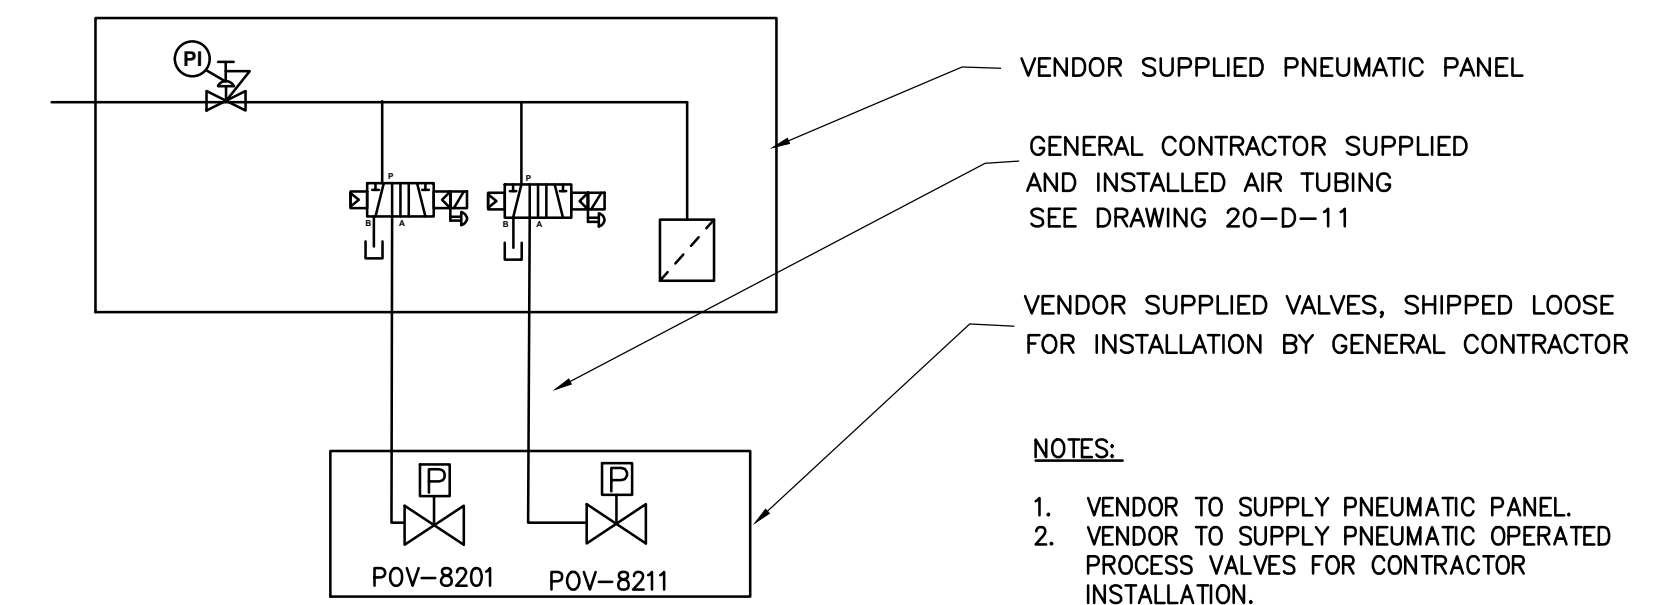 PI
VENDOR SUPPLIED PNEUMATIC PANEL
GENERAL CONTRACTOR SUPPLIED
AND INSTALLED AIR TUBING
SEE DRAWING 20-D-11
P
P
B
A
B
A
VENDOR SUPPLIED VALVES, SHIPPED LOOSE
FOR INSTALLATION BY GENERAL CONTRACTOR
P
P
POV-8201
POV-8211
NOTES:
1. VENDOR TO SUPPLY PNEUMATIC PANEL.
2. VENDOR TO SUPPLY PNEUMATIC OPERATED
PROCESS VALVES FOR CONTRACTOR
INSTALLATION.